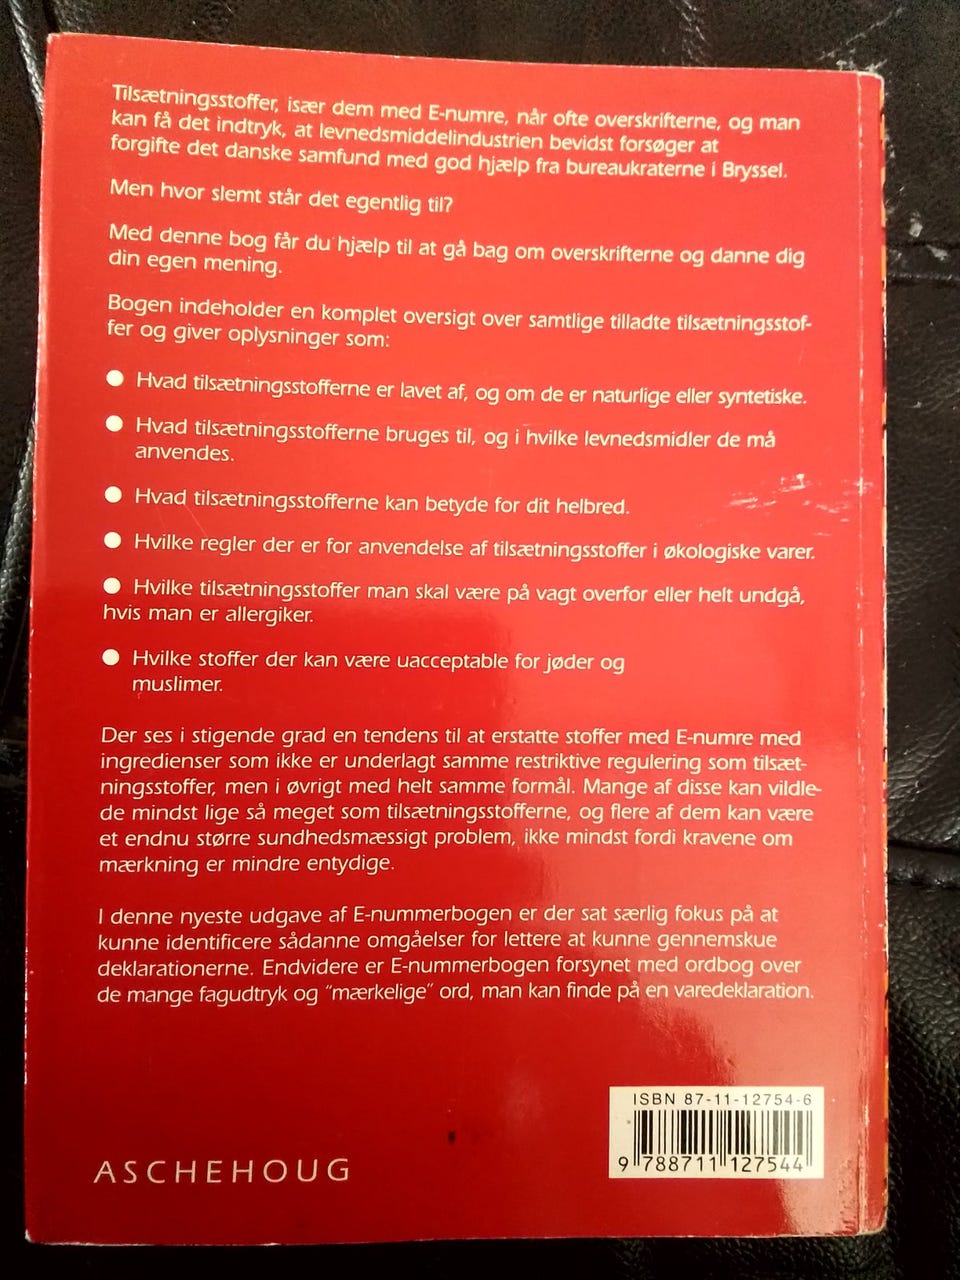 Tilsætningsstoffer, især dem med E-numre, når ofte overskrifterne, og man
kan få det indtryk, at levnedsmiddelindustrien bevidst forsøger at
forgifte det danske samfund med god hjælp fra bureaukraterne i Bryssel.
Men hvor slemt står det egentlig til?
Med denne bog får du hjælp til at gå bag om overskrifterne og danne dig
din egen mening.
Bogen indeholder en komplet oversigt over samtlige tilladte tilsætningsstof-
fer og giver oplysninger som:
● Hvad tilsætningsstofferne er lavet af, og om de er naturlige eller syntetiske.
● Hvad tilsætningsstofferne bruges til, og i hvilke levnedsmidler de må
anvendes.
● Hvad tilsætningsstofferne kan betyde for dit helbred.
● Hvilke regler der er for anvendelse af tilsætningsstoffer i økologiske varer.
● Hvilke tilsætningsstoffer man skal være på vagt overfor eller helt undgå,
hvis man er allergiker.
● Hvilke stoffer der kan være uacceptable for jøder og
muslimer.
Der ses i stigende grad en tendens til at erstatte stoffer med E-numre med
ingredienser som ikke er underlagt samme restriktive regulering som tilsæt-
ningsstoffer, men i øvrigt med helt samme formål. Mange af disse kan vildle-
de mindst lige så meget som tilsætningsstofferne, og flere af dem kan være
et endnu større sundhedsmæssigt problem, ikke mindst fordi kravene om
mærkning er mindre entydige.
I denne nyeste udgave af E-nummerbogen er der sat særlig fokus på at
kunne identificere sådanne omgåelser for lettere at kunne gennemskue
deklarationerne. Endvidere er E-nummerbogen forsynet med ordbog over
de mange fagudtryk og "mærkelige" ord, man kan finde på en varedeklaration.
ISBN 87-11-12754-6
9 788711 127544
ASCHEHOUG